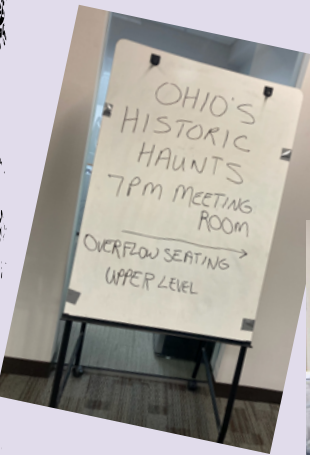 OHIO'S
HISTORIC
HAUNTS
7PM MEETING
ROOM
OVERFLOW SEATING
UPPER LEVEL